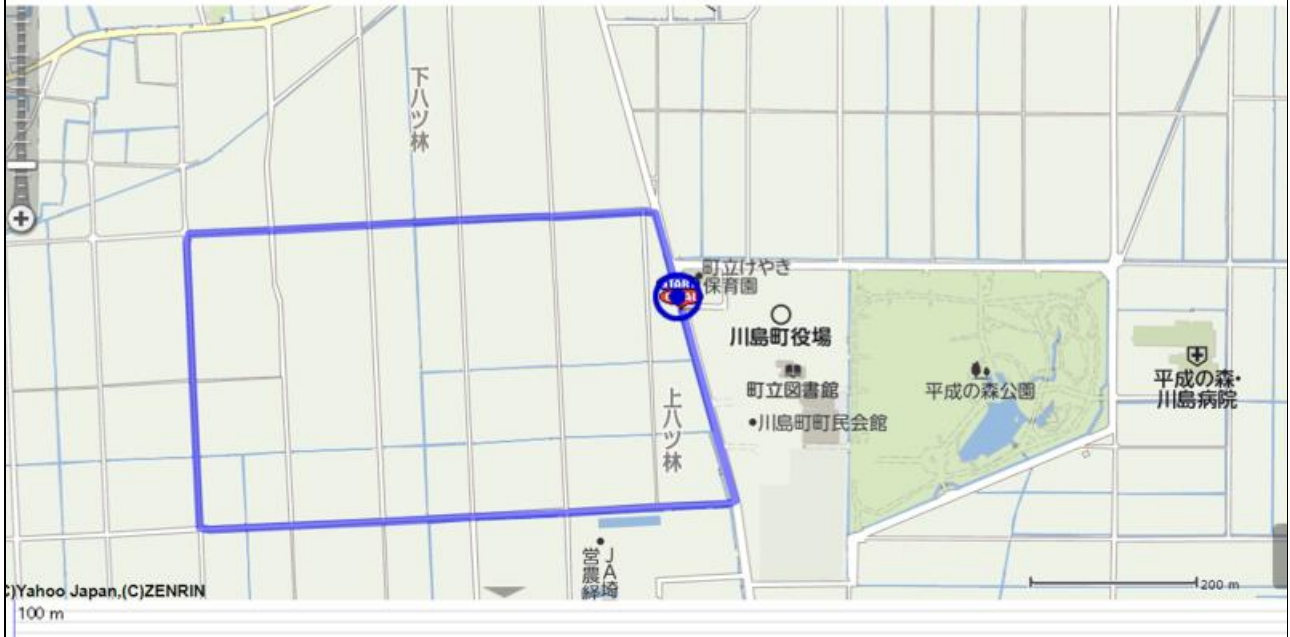 下八ツ林
町立けやき
保育園
川島町役場
町立図書館
川島町町民会館
上八ツ林
平成の森公園
平成の森・
川島病院
JA埼
営農経
200 m
(C)Yahoo Japan,(C)ZENRIN
100 m